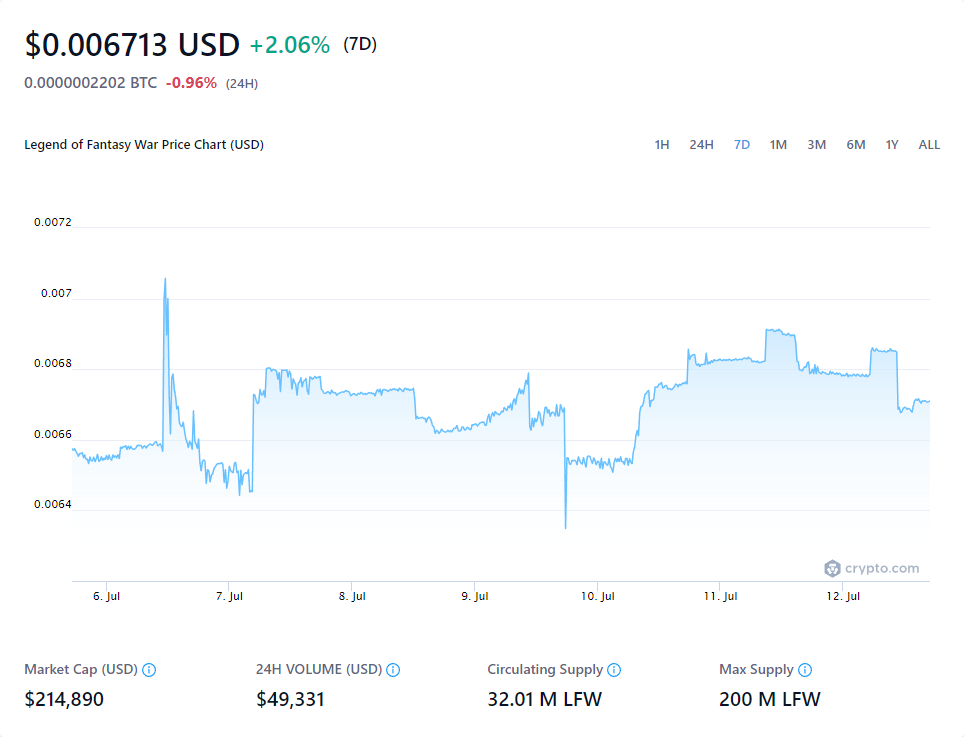 $0.006713 USD +2.06% (7D)
0.0000002202 BTC -0.96% (24H)
Legend of Fantasy War Price Chart (USD) 1H 24H 7D 1M 3M 6M 1Y ALL
0.0072
0.007
0.0068
0.0066
0.0064
crypto.com
6. Jul 7. Jul 8. Jul 9. Jul 10. Jul 11. Jul 12. Jul
Market Cap (USD) 24H VOLUME (USD) Circulating Supply Max Supply
$214,890 $49,331 32.01 M LFW 200 M LFW